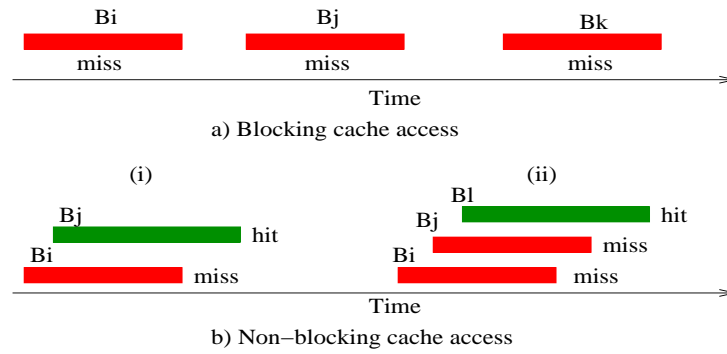 Bi Bj Bk
miss miss miss
Time
a) Blocking cache access
(i) (ii)
Bl
Bj hit
Bj
hit miss
Bi Bi
miss miss
Time
b) Non-blocking cache access